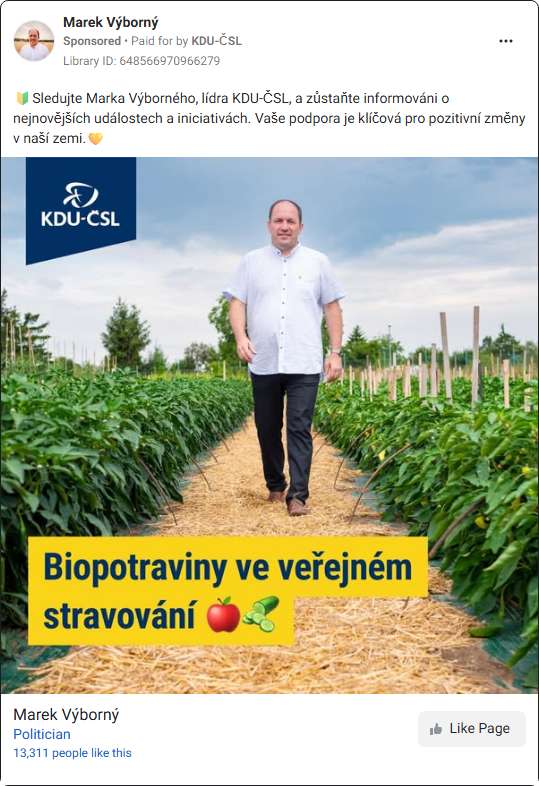 Marek Výborný
Sponsored • Paid for by KDU-ČSL
Library ID: 648566970966279
🔰Sledujte Marka Výborného, lídra KDU-ČSL, a zůstaňte informováni o
nejnovějších událostech a iniciativách. Vaše podpora je klíčová pro pozitivní změny
v naší zemi.💛
KDU-ČSL
Biopotraviny ve veřejném
stravování 🍎🥒
Marek Výborný
Politician
13,311 people like this
Like Page